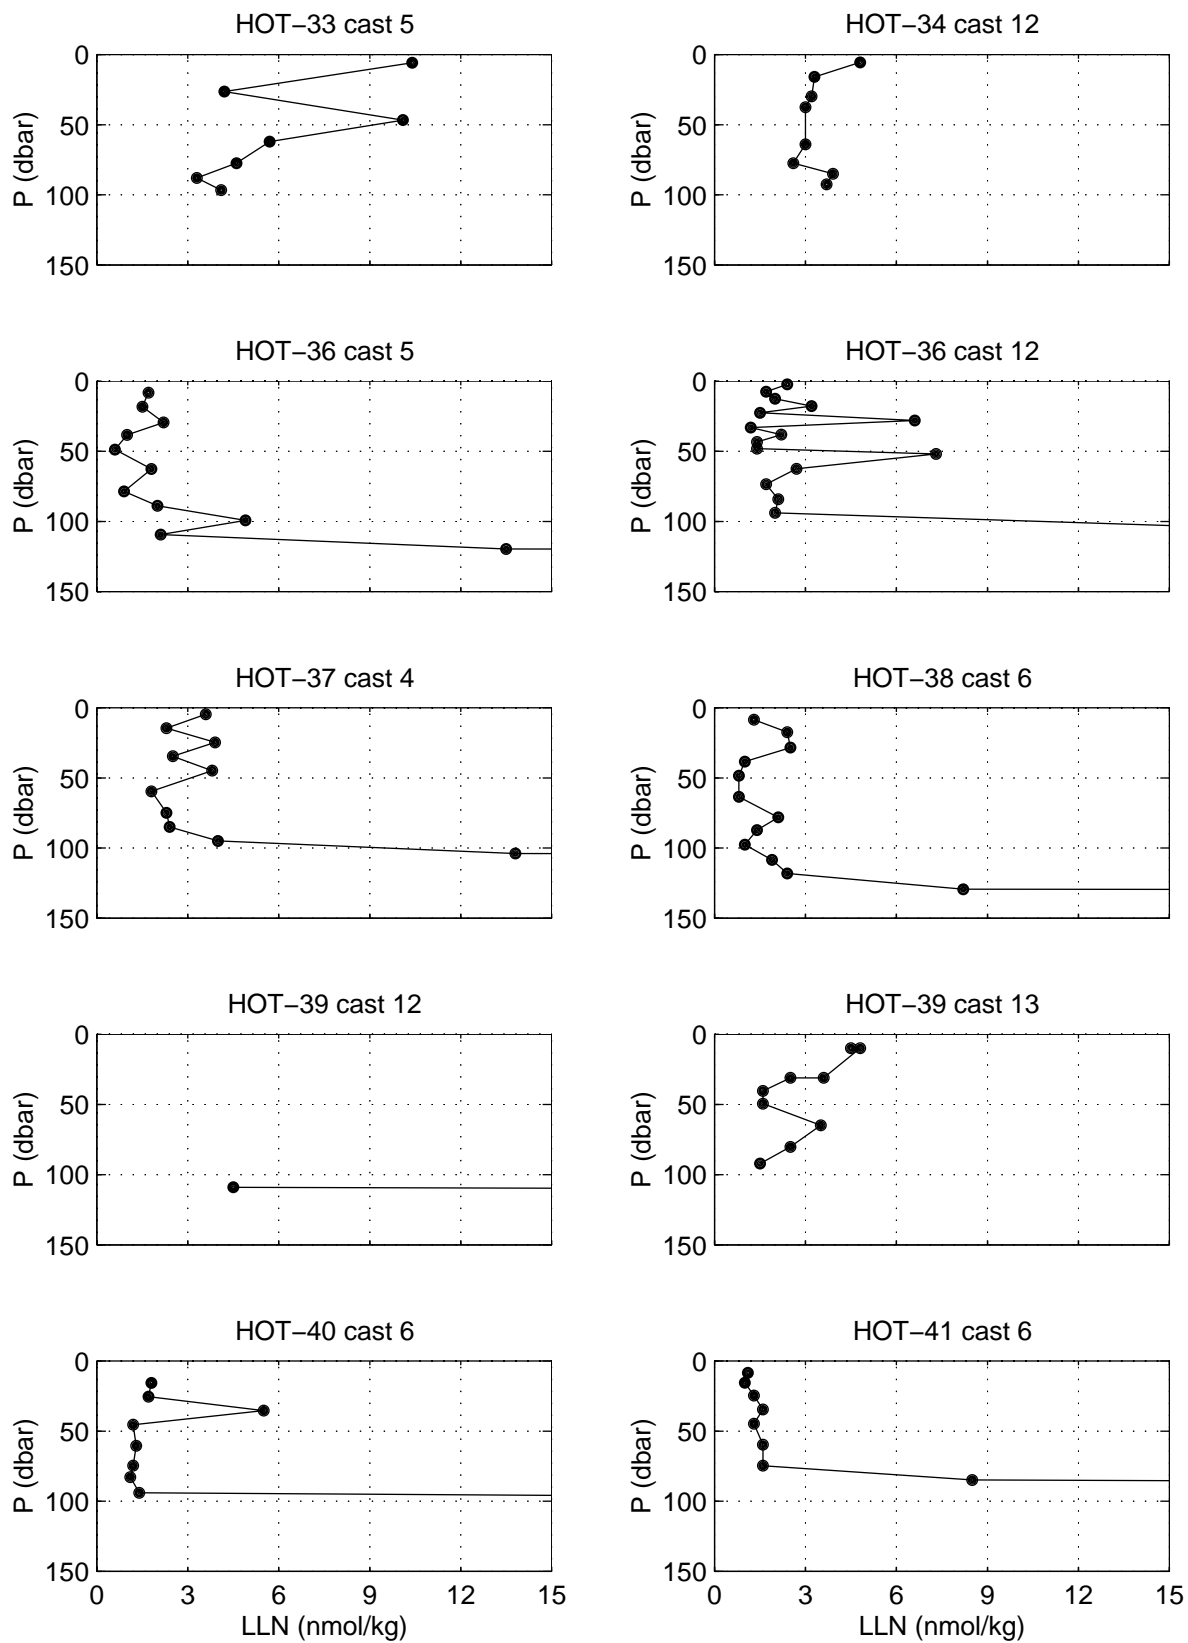 HOT−33 cast 5
0
50
100
150
P (dbar)
HOT−34 cast 12
0
50
100
150
P (dbar)
HOT−36 cast 5
0
50
100
150
P (dbar)
HOT−36 cast 12
0
50
100
150
P (dbar)
HOT−37 cast 4
0
50
100
150
P (dbar)
HOT−38 cast 6
0
50
100
150
P (dbar)
HOT−39 cast 12
0
50
100
150
P (dbar)
HOT−39 cast 13
0
50
100
150
P (dbar)
HOT−40 cast 6
0
50
100
150
P (dbar)
0 3 6 9 12 15
LLN (nmol/kg)
HOT−41 cast 6
0
50
100
150
P (dbar)
0 3 6 9 12 15
LLN (nmol/kg)